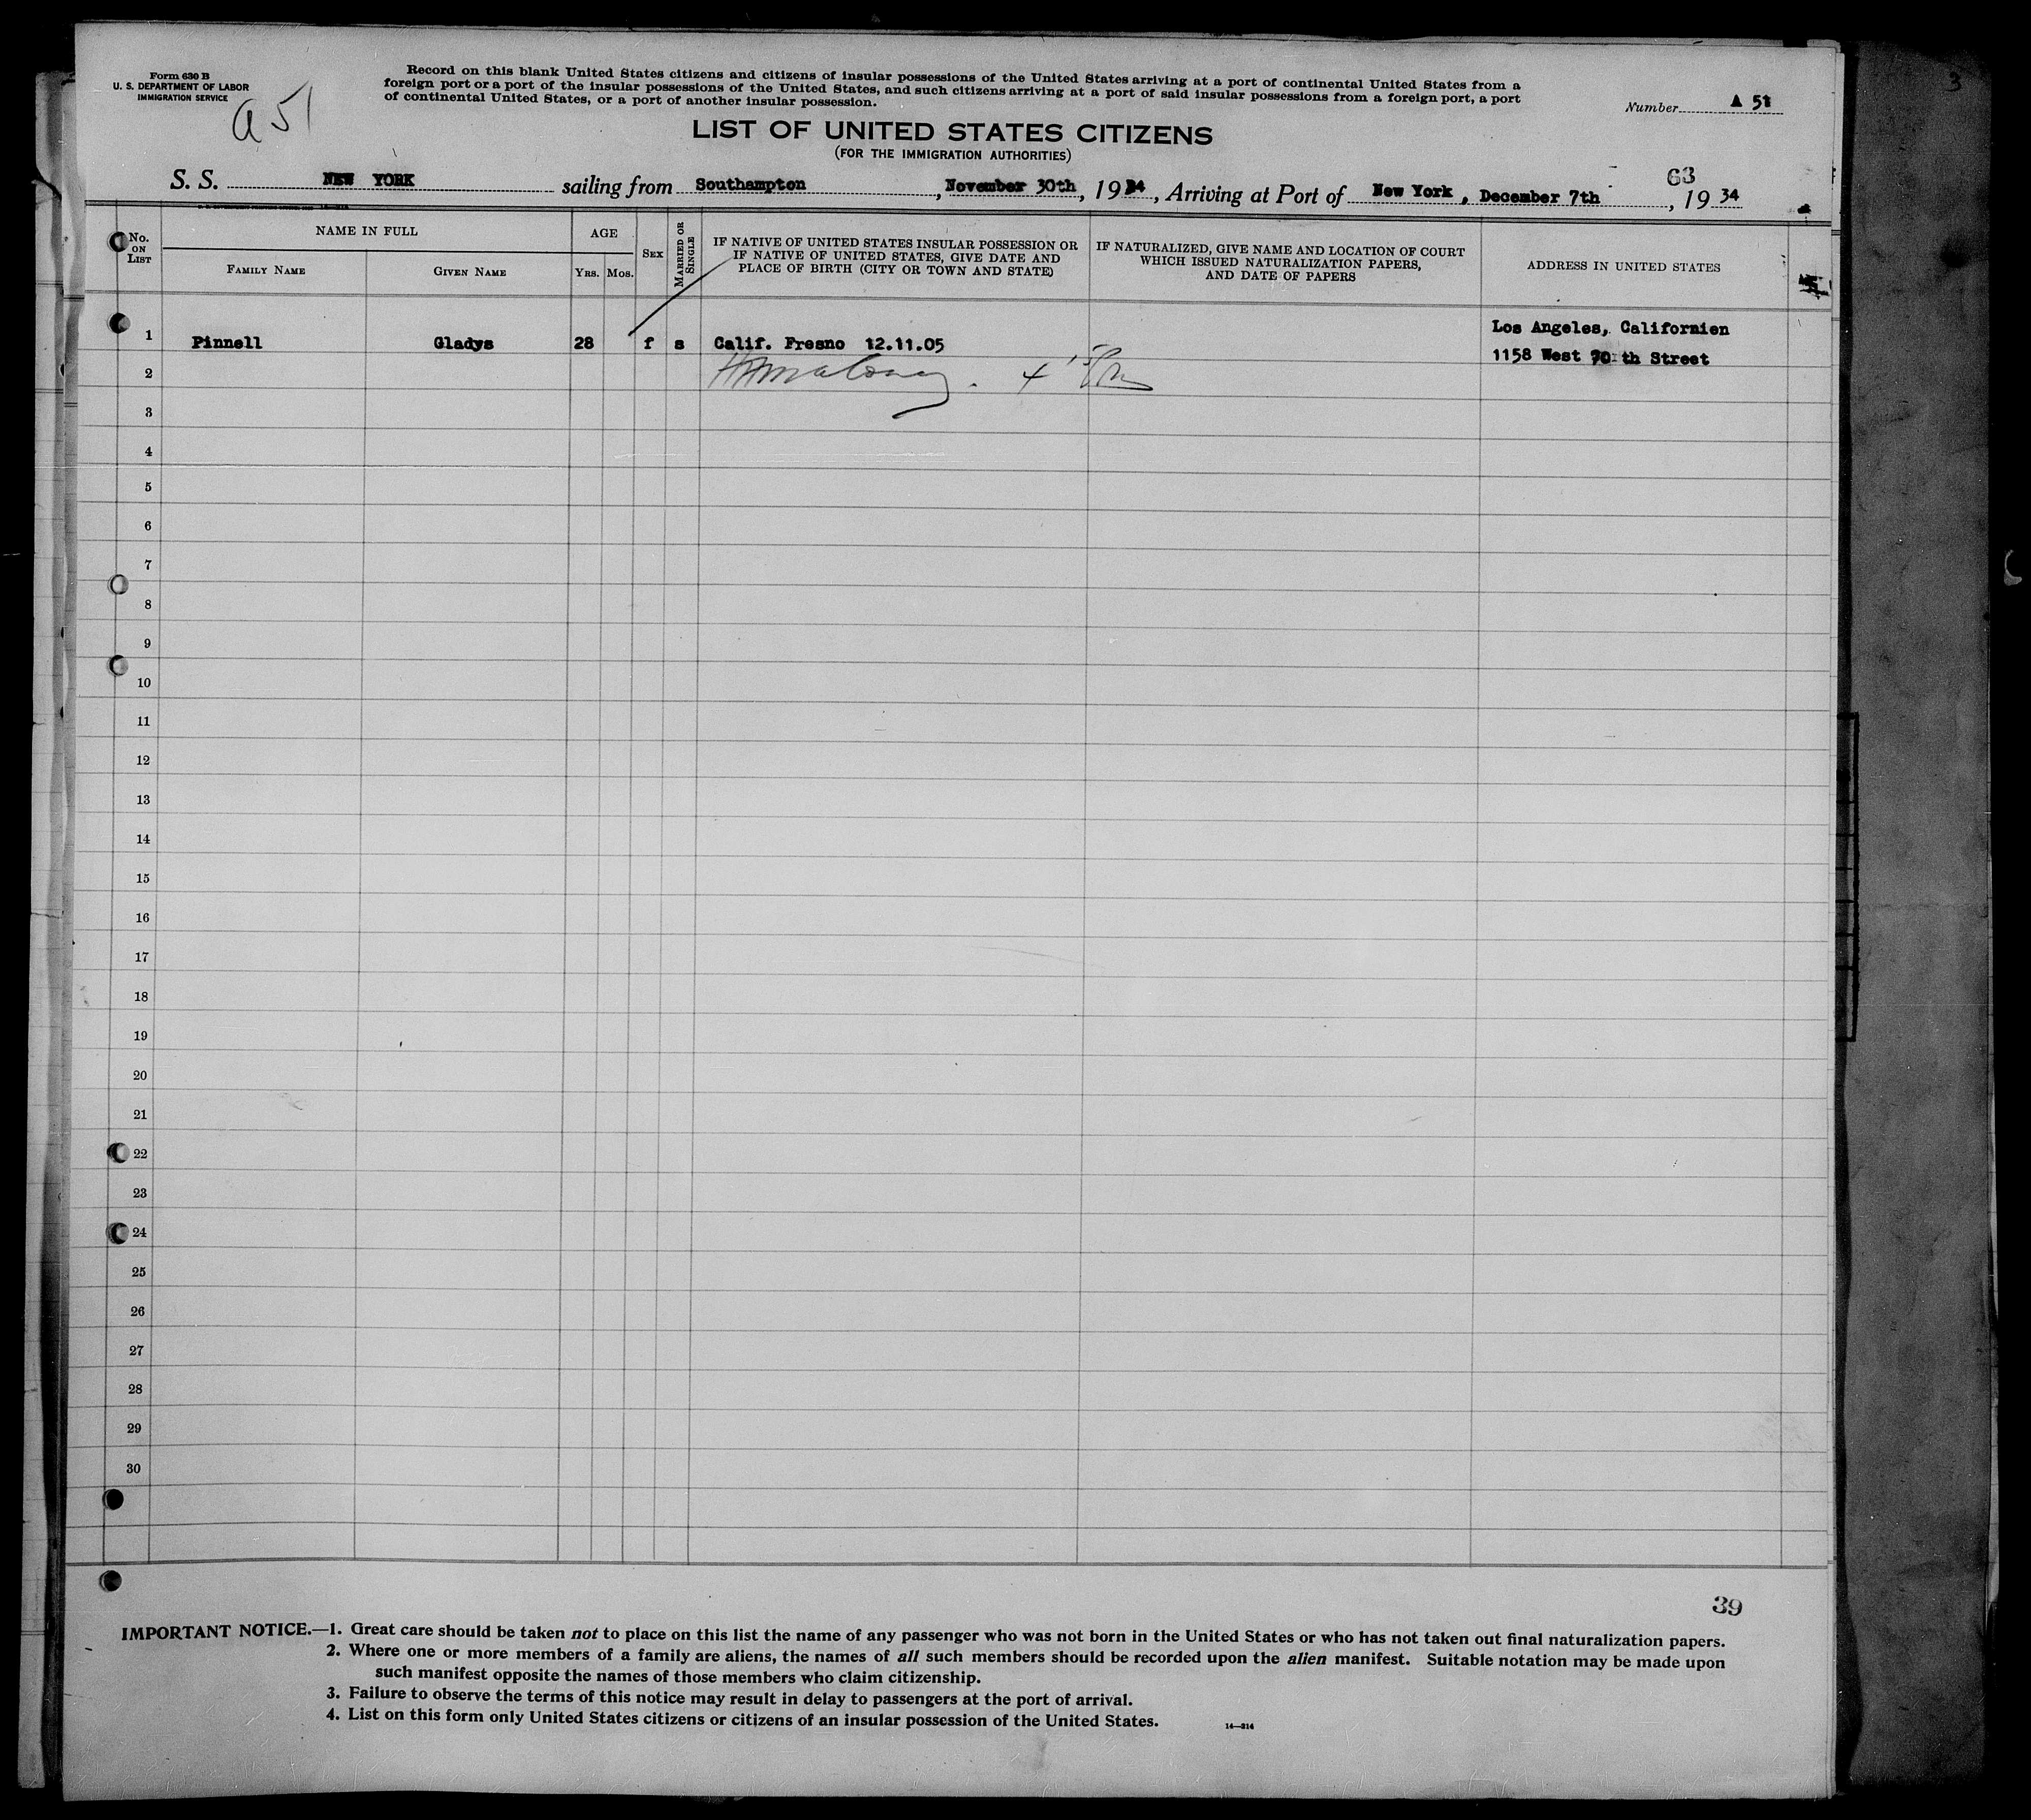 Form 630 B
U. S. DEPARTMENT OF LABOR
IMMIGRATION SERVICE
a 51
Record on this blank United States citizens and citizens of insular possessions of the United States arriving at a port of continental United States from a
foreign port or a port of the insular possessions of the United States, and such citizens arriving at a port of said insular possessions from a foreign port, a port
of continental United States, or a port of another insular possession.
Number A 51
3
LIST OF UNITED STATES CITIZENS
(FOR THE IMMIGRATION AUTHORITIES)
63
S. S. NEW YORK sailing from Southampton, November 30th, 1934, Arriving at Port of New York, December 7th, 1934
No. ON LIST
NAME IN FULL
FAMILY NAME
GIVEN NAME
AGE
YRS. MOS.
SEX
MARRIED OR SINGLE
IF NATIVE OF UNITED STATES INSULAR POSSESSION OR
IF NATIVE OF UNITED STATES, GIVE DATE AND
PLACE OF BIRTH (CITY OR TOWN AND STATE)
IF NATURALIZED, GIVE NAME AND LOCATION OF COURT
WHICH ISSUED NATURALIZATION PAPERS,
AND DATE OF PAPERS
ADDRESS IN UNITED STATES
1 Pinnell Gladys 28 f s Calif. Fresno 12.11.05
Los Angeles, Californien
1158 West 70 th Street
2
3
4
5
6
7
8
9
10
11
12
13
14
15
16
17
18
19
20
21
22
23
24
25
26
27
28
29
30
39
IMPORTANT NOTICE.—1. Great care should be taken not to place on this list the name of any passenger who was not born in the United States or who has not taken out final naturalization papers.
2. Where one or more members of a family are aliens, the names of all such members should be recorded upon the alien manifest. Suitable notation may be made upon
such manifest opposite the names of those members who claim citizenship.
3. Failure to observe the terms of this notice may result in delay to passengers at the port of arrival.
4. List on this form only United States citizens or citizens of an insular possession of the United States.
14—314